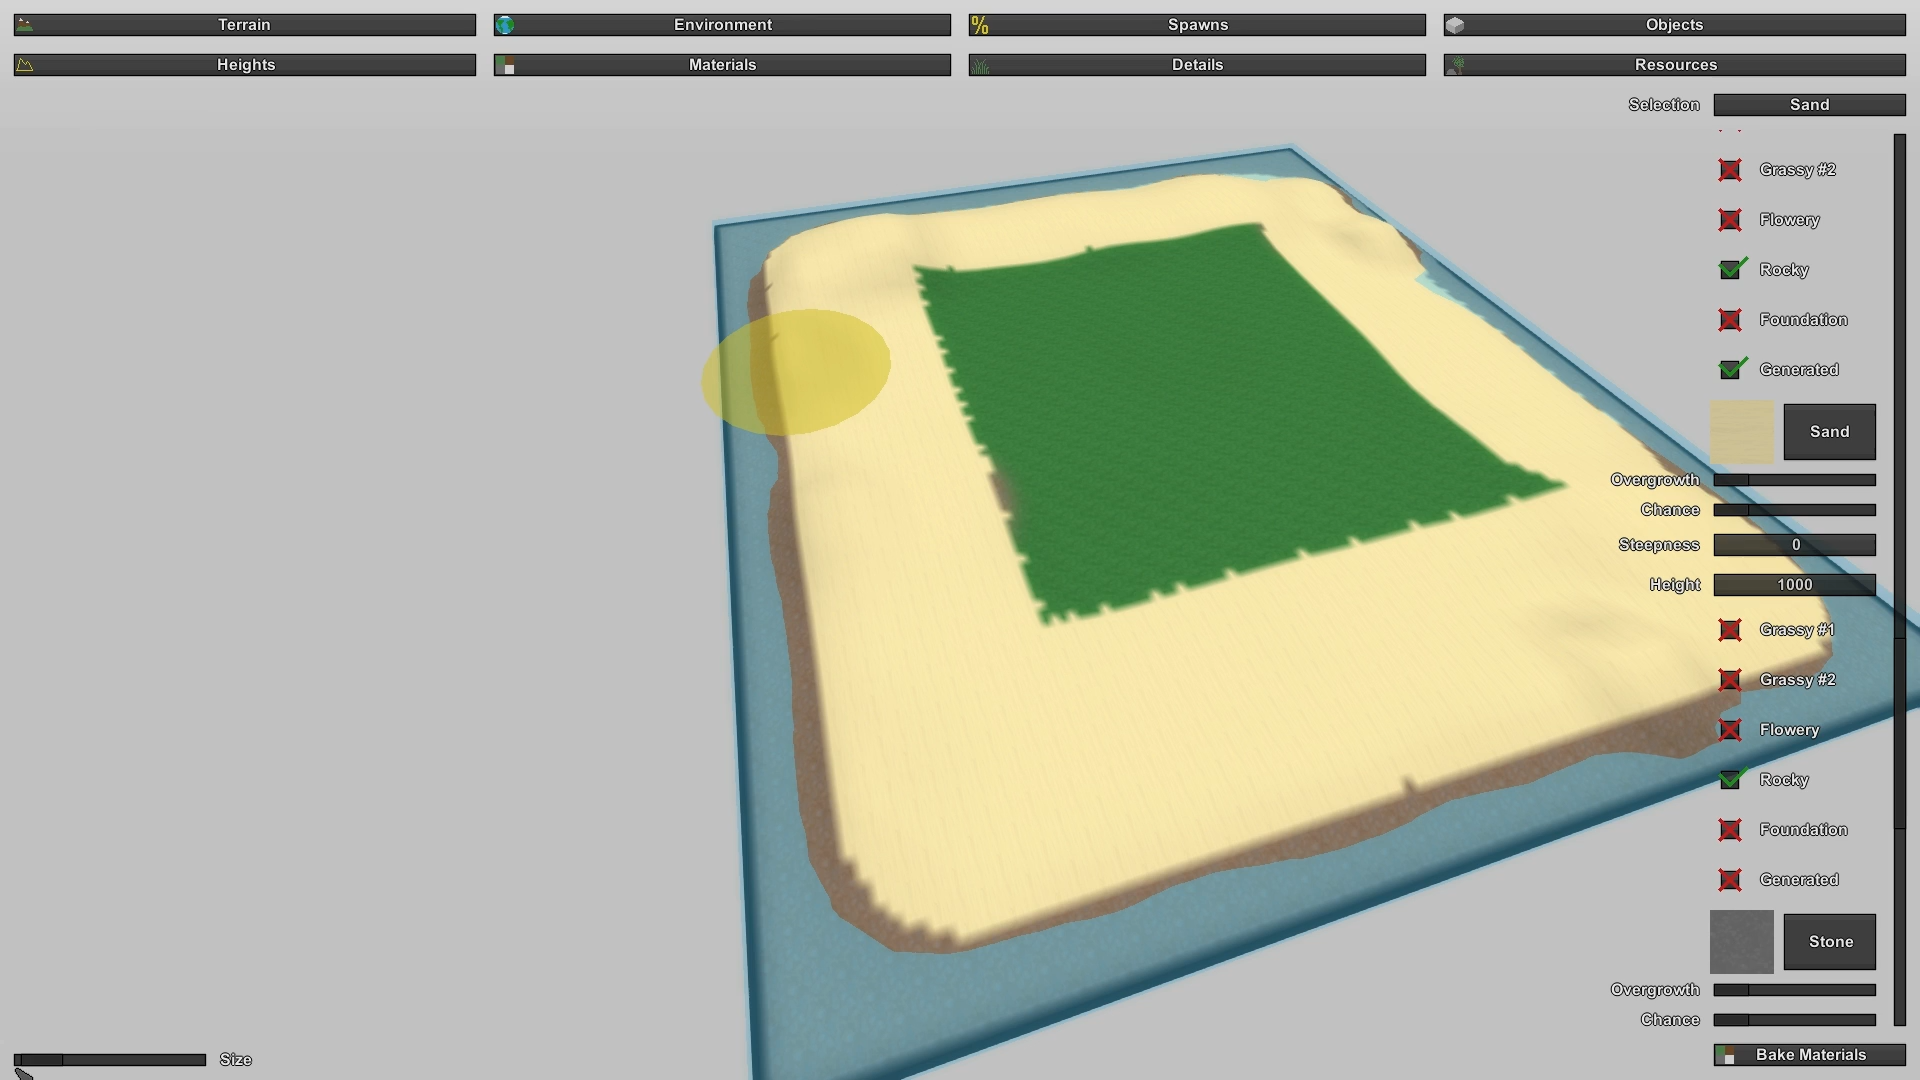 Terrain Environment Spawns Objects
Heights Materials Details Resources
Selection Sand
Grassy #2
Flowery
Rocky
Foundation
Generated
Sand
Overgrowth
Chance
Steepness 0
Height 1000
Grassy #1
Grassy #2
Flowery
Rocky
Foundation
Generated
Stone
Overgrowth
Chance
Size
Bake Materials